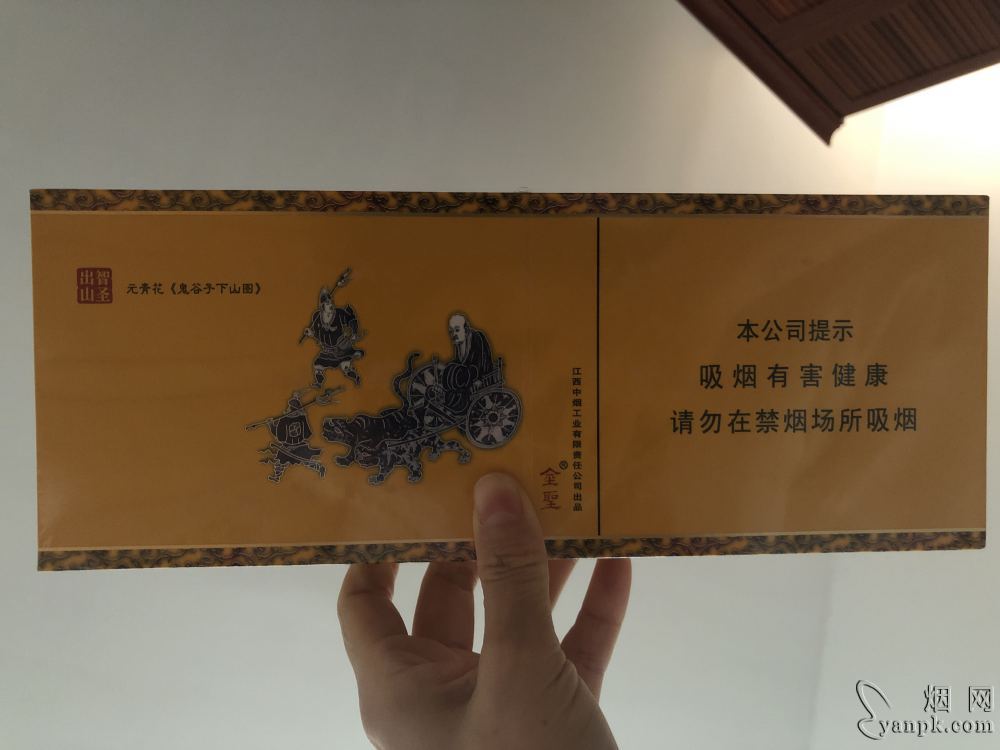 智圣
出山
元青花《鬼谷子下山图》
江西中烟工业有限责任公司出品
金聖®
本公司提示
吸烟有害健康
请勿在禁烟场所吸烟
烟网
yanpk.com